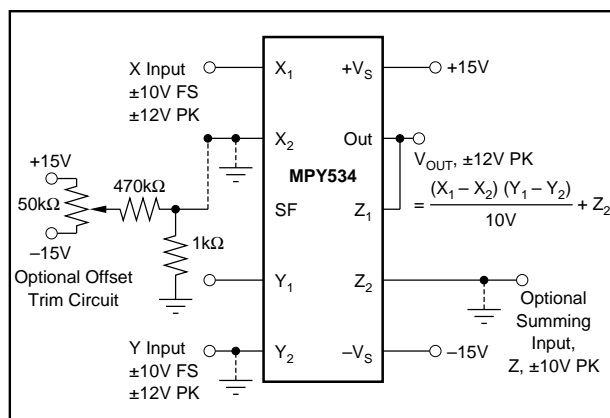 X Input
±10V FS
±12V PK
X1
+VS
+15V
X2
Out
MPY534
VOUT, ±12V PK
= (X1 – X2) (Y1 – Y2) / 10V + Z2
+15V
50kΩ
470kΩ
–15V
1kΩ
Optional Offset
Trim Circuit
SF
Z1
Y1
Z2
Optional
Summing
Input,
Z, ±10V PK
Y Input
±10V FS
±12V PK
Y2
–VS
–15V